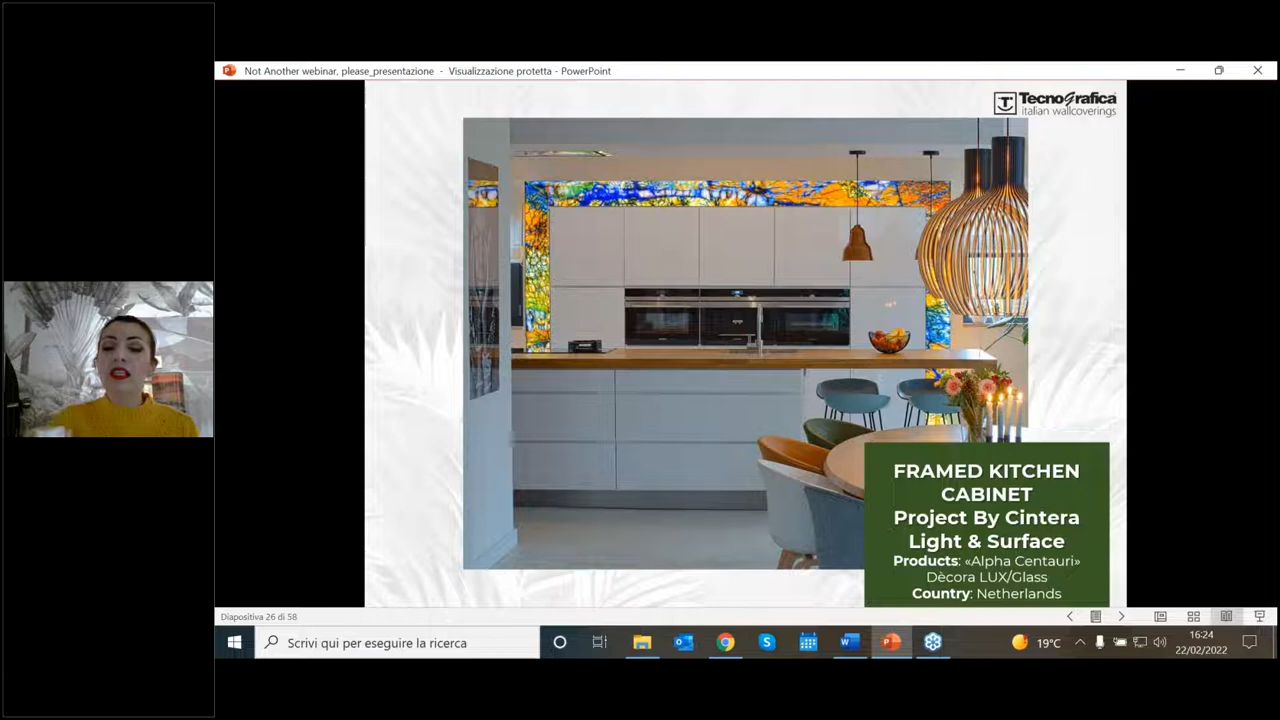 Not Another webinar, please_presentazione - Visualizzazione protetta - PowerPoint
T
Tecnografica
italian wallcoverings
FRAMED KITCHEN
CABINET
Project By Cintera
Light & Surface
Products: «Alpha Centauri»
Dècora LUX/Glass
Country: Netherlands
Diapositiva 26 di 58
Scrivi qui per eseguire la ricerca
19°C
16:24
22/02/2022